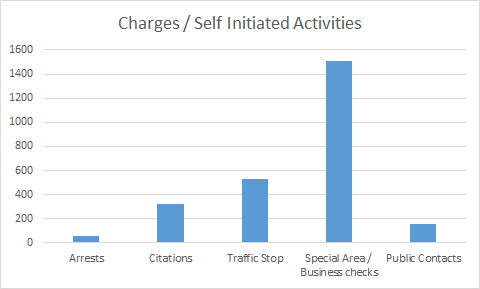 Charges / Self Initiated Activities
1600
1400
1200
1000
800
600
400
200
0
Arrests
Citations
Traffic Stop
Special Area /
Business checks
Public Contacts